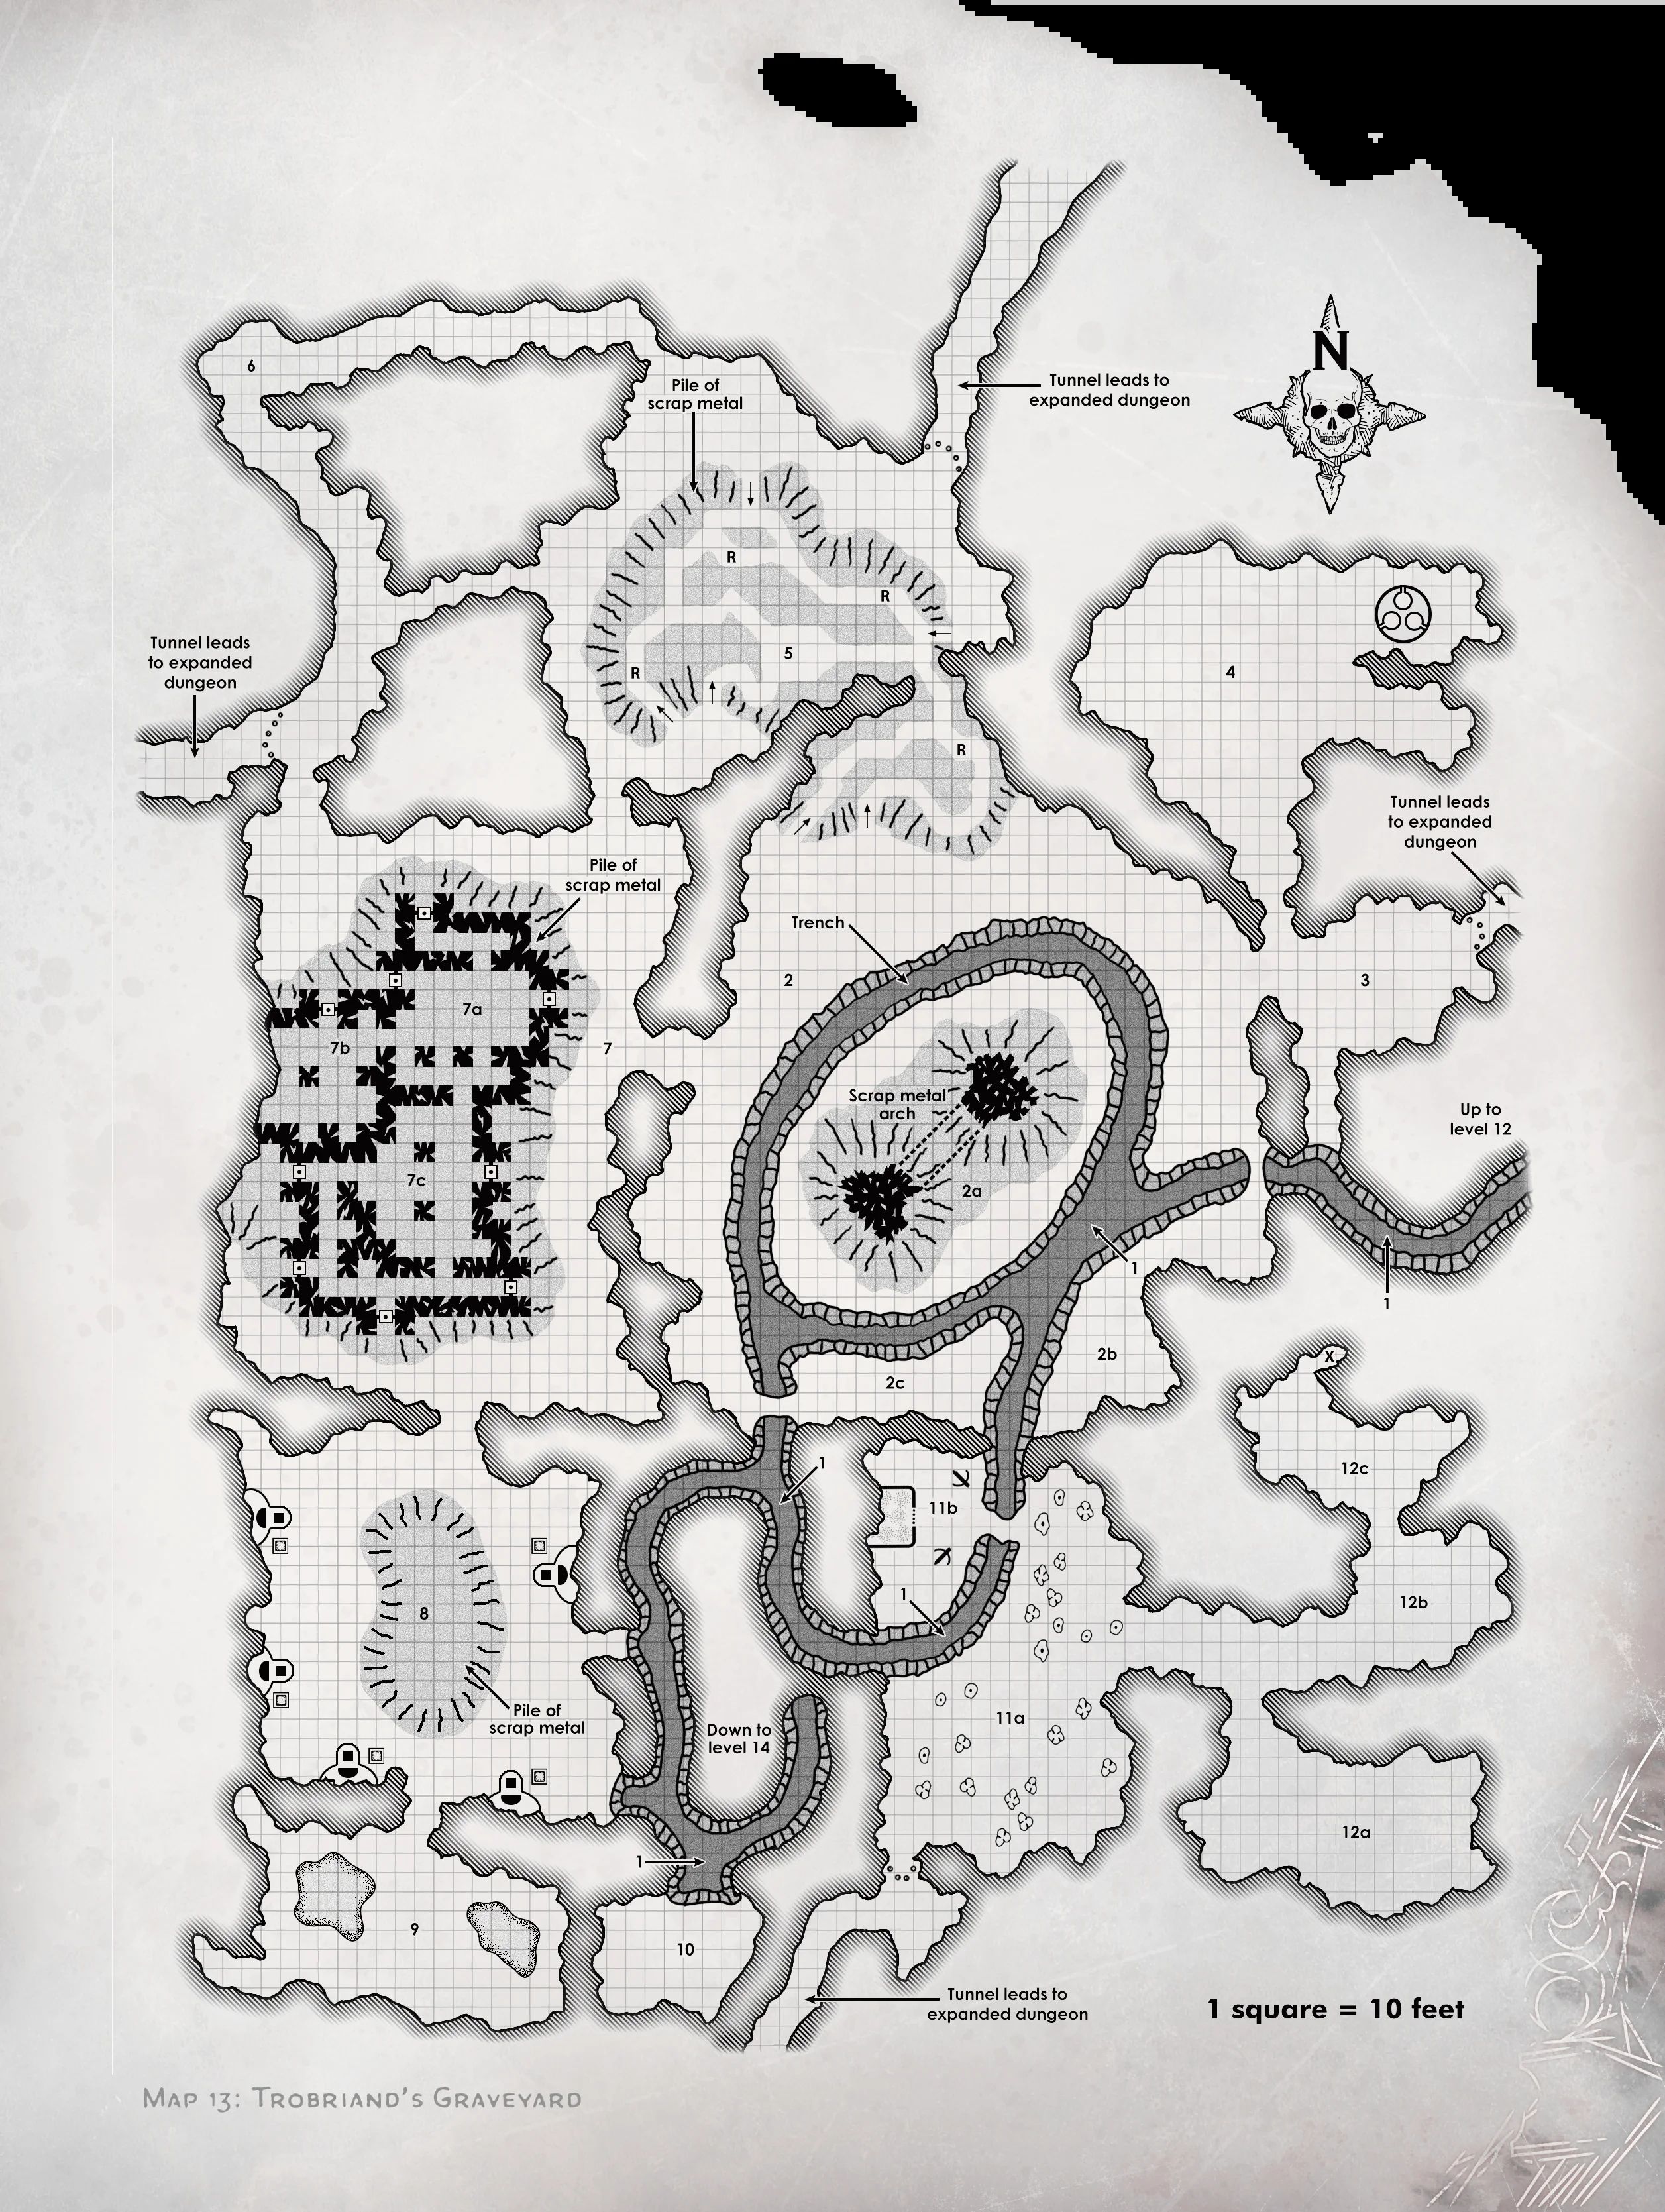 N
6
Pile of
scrap metal
Tunnel leads to
expanded dungeon
R
R
5
R
Tunnel leads
to expanded
dungeon
4
R
Tunnel leads
to expanded
dungeon
Pile of
scrap metal
Trench
2
3
7a
7b
7
Scrap metal
arch
Up to
level 12
7c
2a
1
1
2b
X
2c
1
12c
11b
8
1
12b
Pile of
scrap metal
Down to
level 14
11a
12a
1
9
10
Tunnel leads to
expanded dungeon
1 square = 10 feet
Map 13: Trobriand's Graveyard